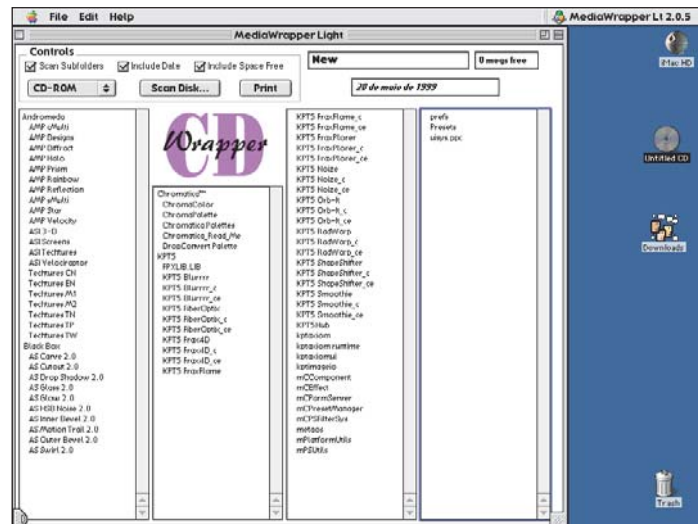 File Edit Help
MediaWrapper Lt 2.0.5
MediaWrapper Light
Controls
Scan Subfolders Include Date Include Space Free
CD-ROM Scan Disk... Print
New
0 megs free
20 de maio de 1999
Andromeda
AMP cMulti
AMP Designs
AMP Diffract
AMP Halo
AMP Prism
AMP Rainbow
AMP Reflection
AMP sMulti
AMP Star
AMP Velocity
ASI 3-D
ASI Screens
ASI Techtures
ASI Velociraptor
Techtures CN
Techtures EN
Techtures M1
Techtures M2
Techtures TN
Techtures TP
Techtures TW
Black Box
AS Carve 2.0
AS Cutout 2.0
AS Drop Shadow 2.0
AS Glass 2.0
AS Glow 2.0
AS HSB Noise 2.0
AS Inner Bevel 2.0
AS Motion Trail 2.0
AS Outer Bevel 2.0
AS Swirl 2.0
CD Wrapper
Chromatica™
ChromaColor
ChromaPalette
Chromatica Palettes
Chromatica_Read_Me
DropConvert Palette
KPT5
FPXLIB.LIB
KPT5 Blurrrr
KPT5 Blurrrr_c
KPT5 Blurrrr_ce
KPT5 FiberOptix
KPT5 FiberOptix_c
KPT5 FiberOptix_ce
KPT5 Frax4D
KPT5 Frax4D_c
KPT5 Frax4D_ce
KPT5 FraxFlame
KPT5 FraxFlame_c
KPT5 FraxFlame_ce
KPT5 FraxPlorer
KPT5 FraxPlorer_c
KPT5 FraxPlorer_ce
KPT5 Noize
KPT5 Noize_c
KPT5 Noize_ce
KPT5 Orb-It
KPT5 Orb-It_c
KPT5 Orb-It_ce
KPT5 RadWarp
KPT5 RadWarp_c
KPT5 RadWarp_ce
KPT5 ShapeShifter
KPT5 ShapeShifter_c
KPT5 ShapeShifter_ce
KPT5 Smoothie
KPT5 Smoothie_c
KPT5 Smoothie_ce
KPT5Hub
kptaxiom
kptaxiom runtime
kptaxiomui
kptimageio
mCComponent
mCEffect
mCFormServer
mCPresetManager
mCPSFilterSys
metaos
mPlatformUtils
mPSUtils
prefs
Presets
uisys.ppc
iMac HD
Untitled CD
Downloads
Trash